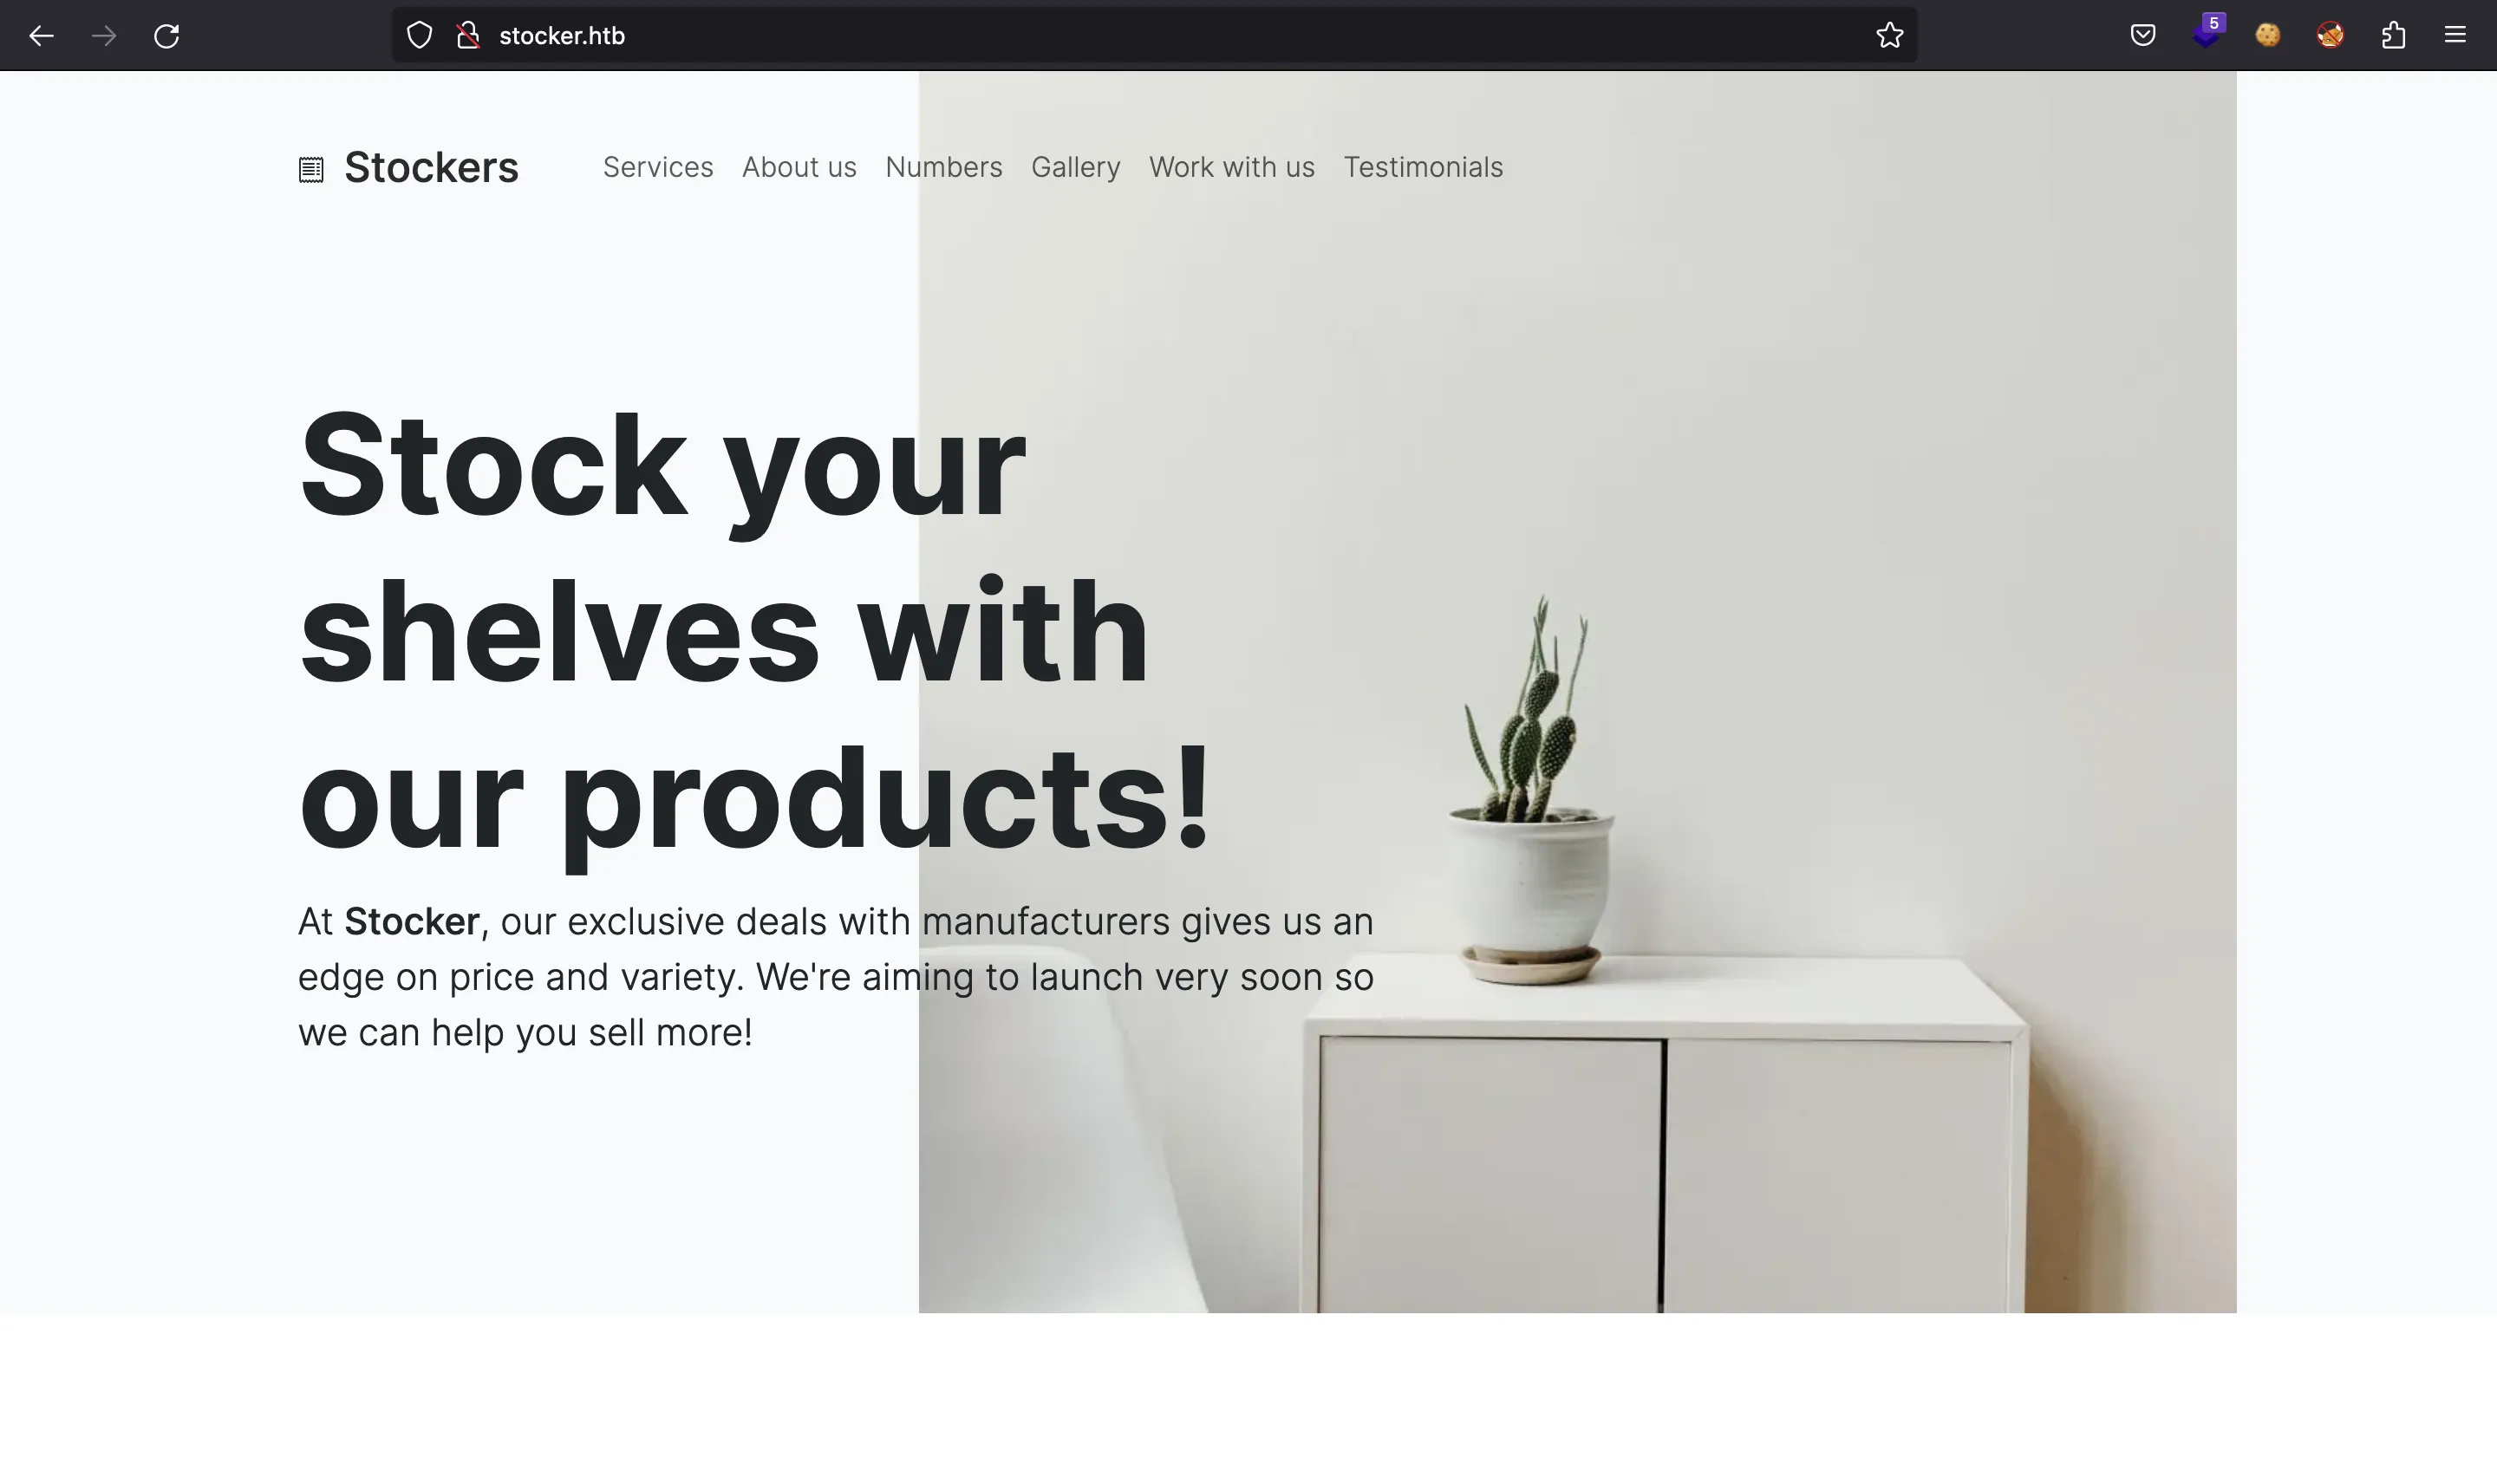 stocker.htb
5
Stockers
Services About us Numbers Gallery Work with us Testimonials
Stock your
shelves with
our products!
At Stocker, our exclusive deals with manufacturers gives us an
edge on price and variety. We're aiming to launch very soon so
we can help you sell more!